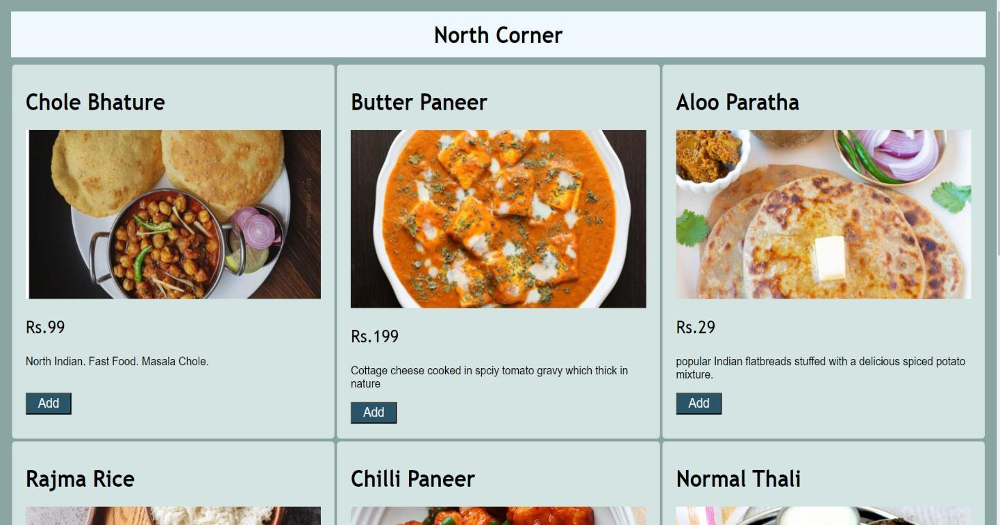 North Corner
Chole Bhature
Butter Paneer
Aloo Paratha
Rs.99
Rs.199
Rs.29
North Indian. Fast Food. Masala Chole.
Cottage cheese cooked in spciy tomato gravy which thick in
nature
popular Indian flatbreads stuffed with a delicious spiced potato
mixture.
Add
Add
Add
Rajma Rice
Chilli Paneer
Normal Thali